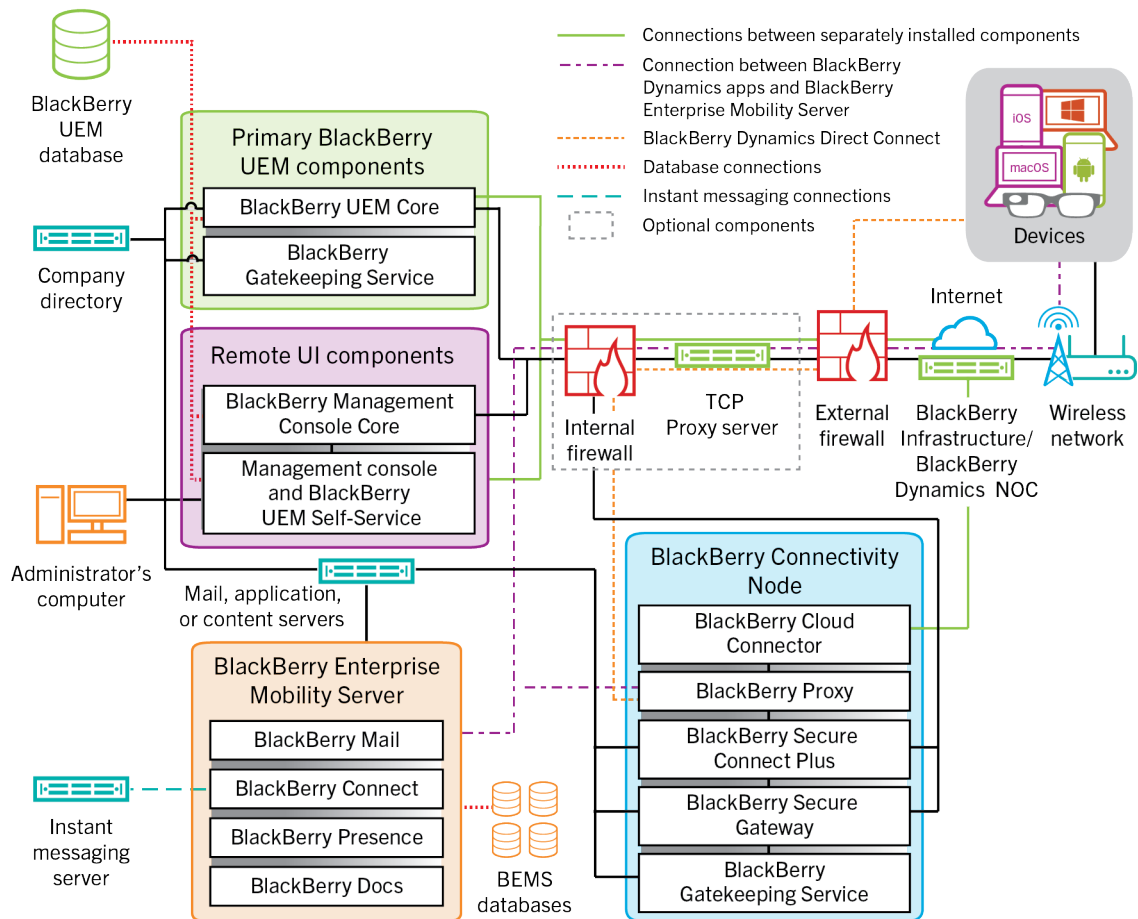 Connections between separately installed components
Connection between BlackBerry
Dynamics apps and BlackBerry
Enterprise Mobility Server
BlackBerry Dynamics Direct Connect
Database connections
Instant messaging connections
Optional components
BlackBerry
UEM
database
Primary BlackBerry
UEM components
BlackBerry UEM Core
BlackBerry
Gatekeeping Service
Company
directory
iOS
macOS
Devices
Internet
Remote UI components
BlackBerry Management
Console Core
Management console
and BlackBerry
UEM Self-Service
Internal
firewall
TCP
Proxy server
External
firewall
BlackBerry
Infrastructure/
BlackBerry
Dynamics NOC
Wireless
network
Administrator's
computer
Mail, application,
or content servers
BlackBerry Enterprise
Mobility Server
BlackBerry Mail
BlackBerry Connect
BlackBerry Presence
BlackBerry Docs
Instant
messaging
server
BEMS
databases
BlackBerry Connectivity
Node
BlackBerry Cloud
Connector
BlackBerry Proxy
BlackBerry Secure
Connect Plus
BlackBerry Secure
Gateway
BlackBerry
Gatekeeping Service